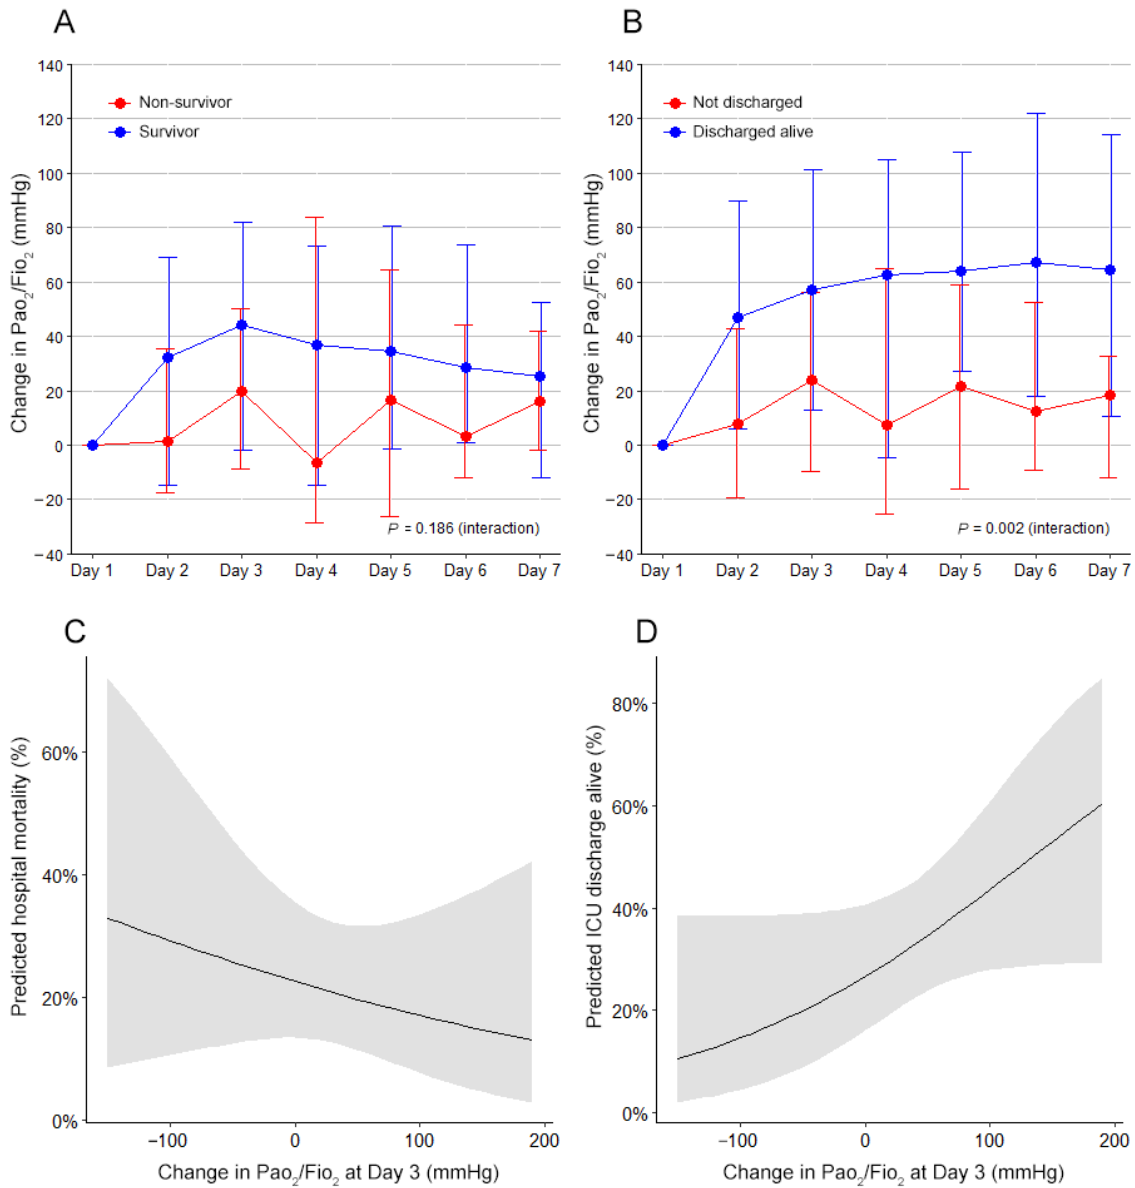 A
Change in Pao₂/Fio₂ (mmHg)
140
120
100
80
60
40
20
0
−20
−40
Non-survivor
Survivor
P = 0.186 (interaction)
Day 1 Day 2 Day 3 Day 4 Day 5 Day 6 Day 7
B
Change in Pao₂/Fio₂ (mmHg)
140
120
100
80
60
40
20
0
−20
−40
Not discharged
Discharged alive
P = 0.002 (interaction)
Day 1 Day 2 Day 3 Day 4 Day 5 Day 6 Day 7
C
Predicted hospital mortality (%)
60%
40%
20%
0%
−100 0 100 200
Change in Pao₂/Fio₂ at Day 3 (mmHg)
D
Predicted ICU discharge alive (%)
80%
60%
40%
20%
0%
−100 0 100 200
Change in Pao₂/Fio₂ at Day 3 (mmHg)